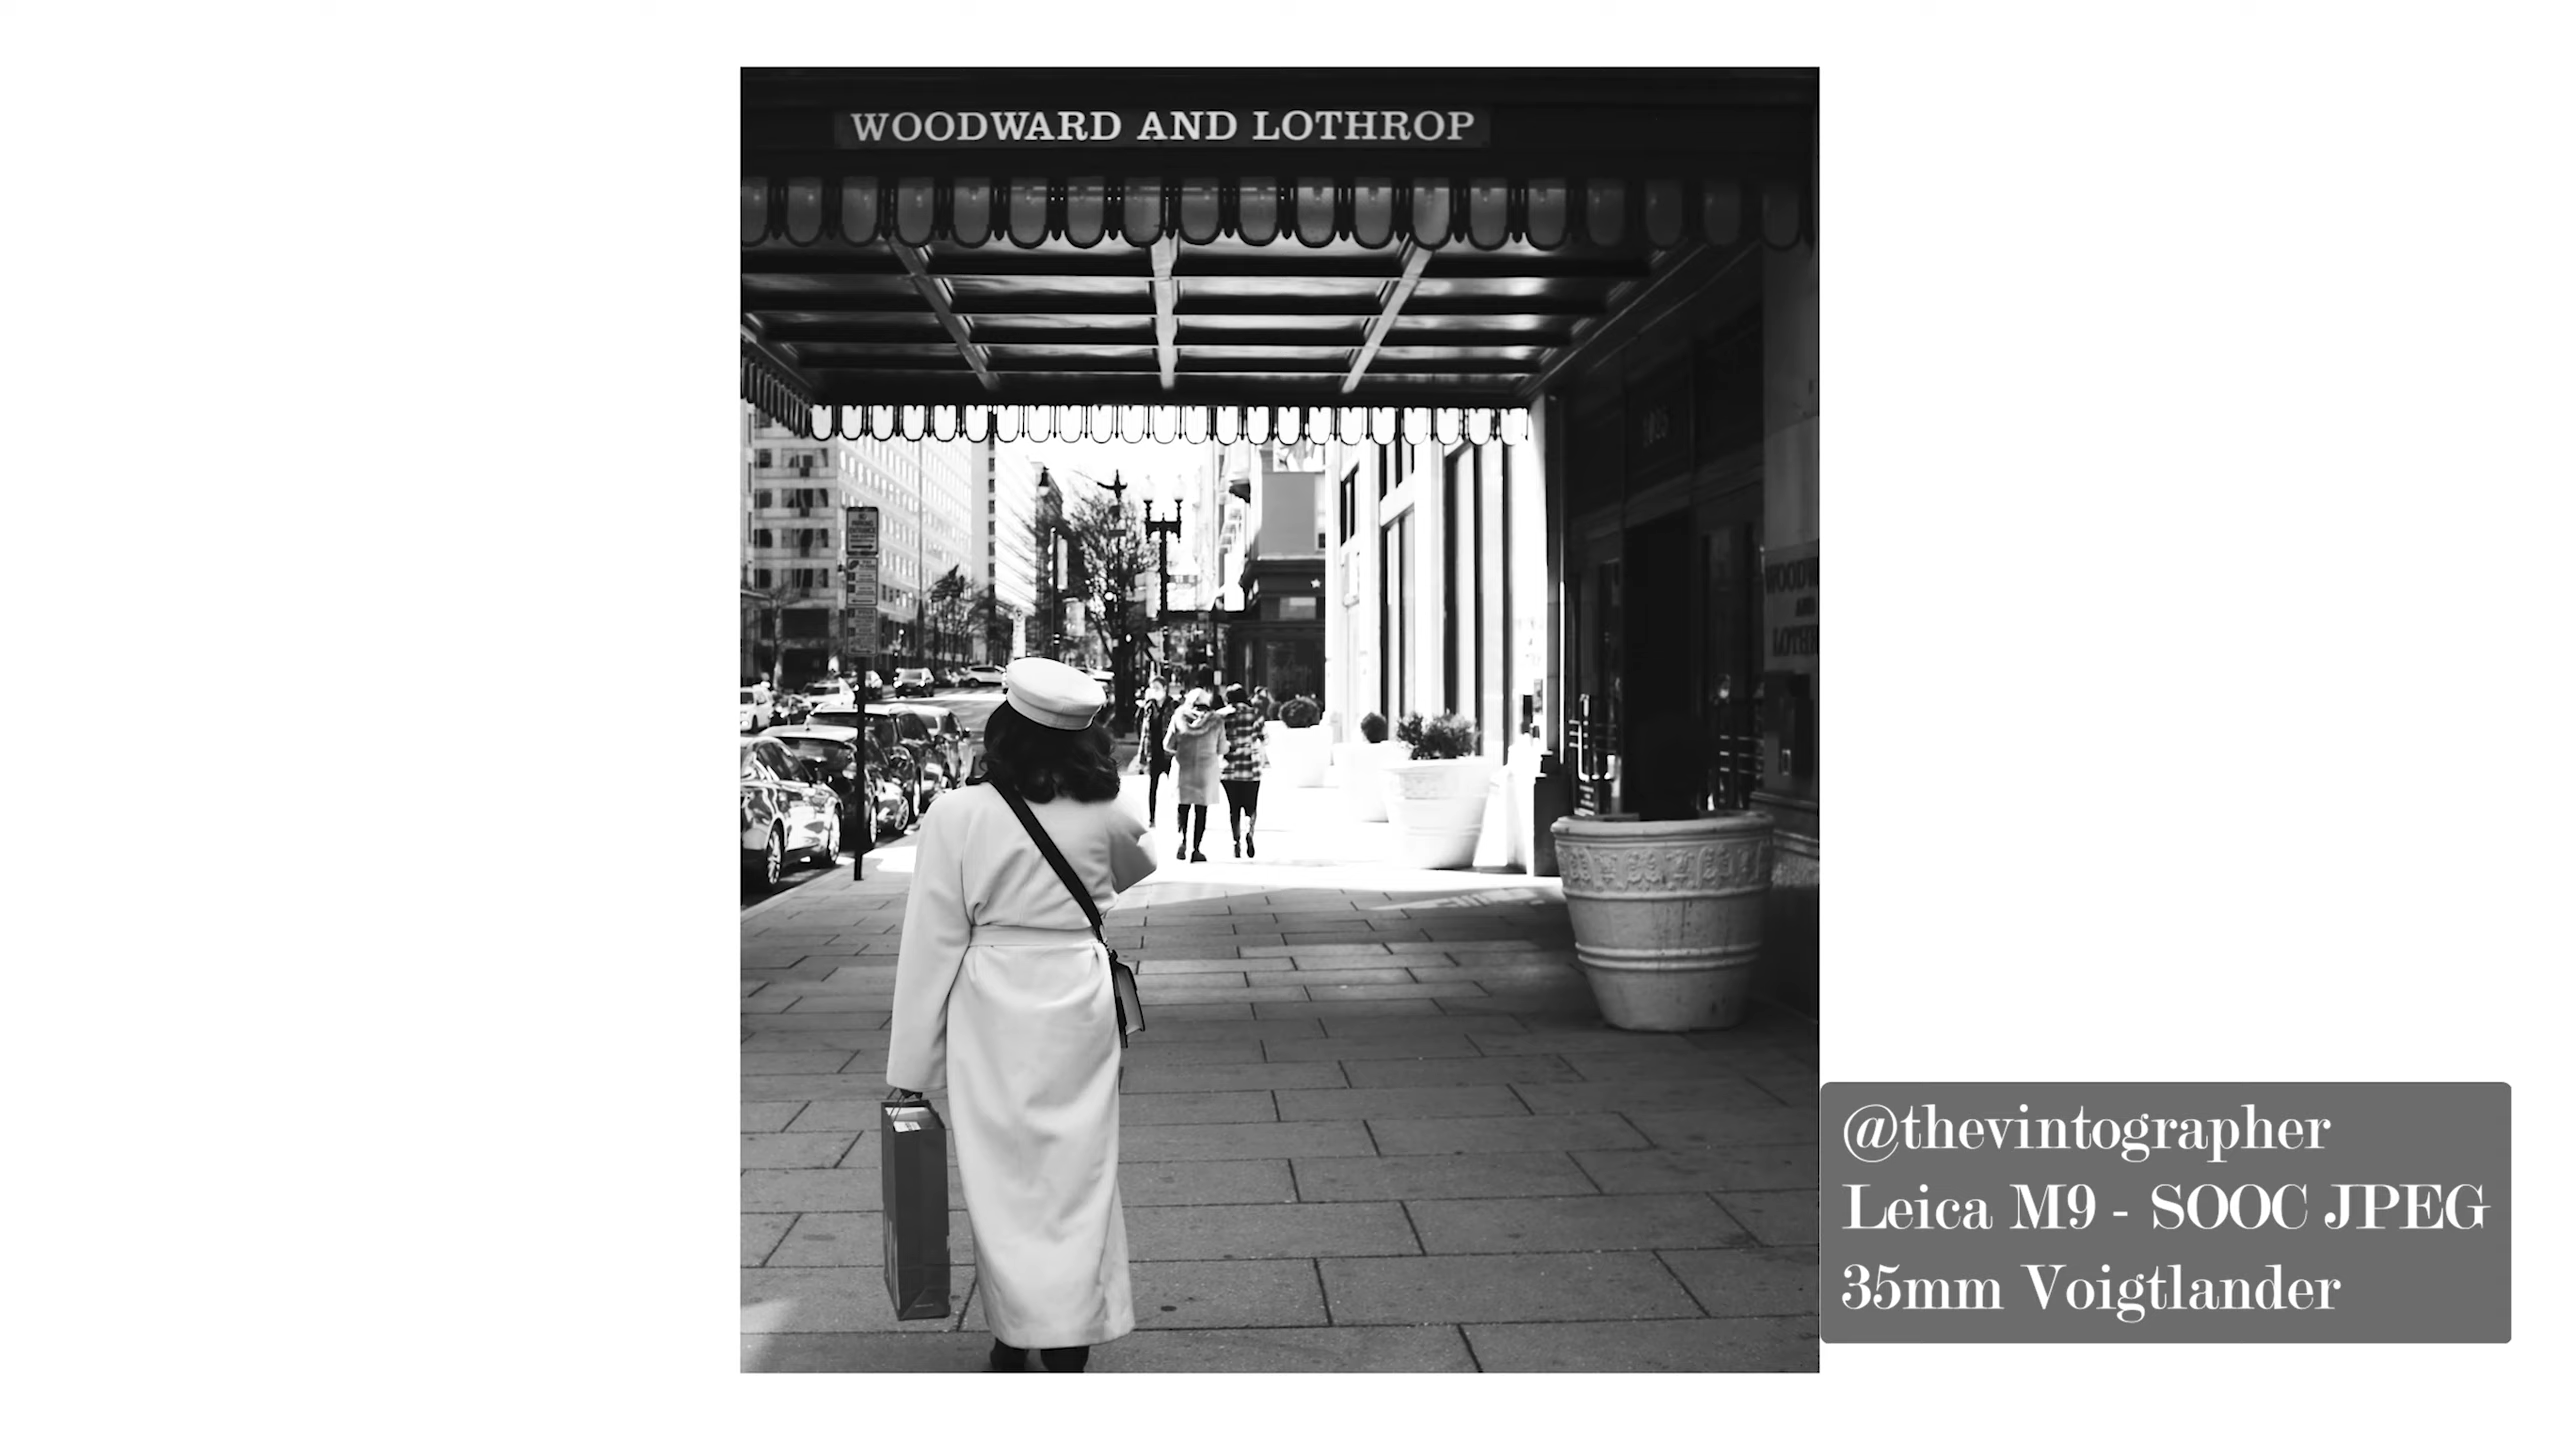 WOODWARD AND LOTHROP
@thevintographer
Leica M9 - SOOC JPEG
35mm Voigtlander